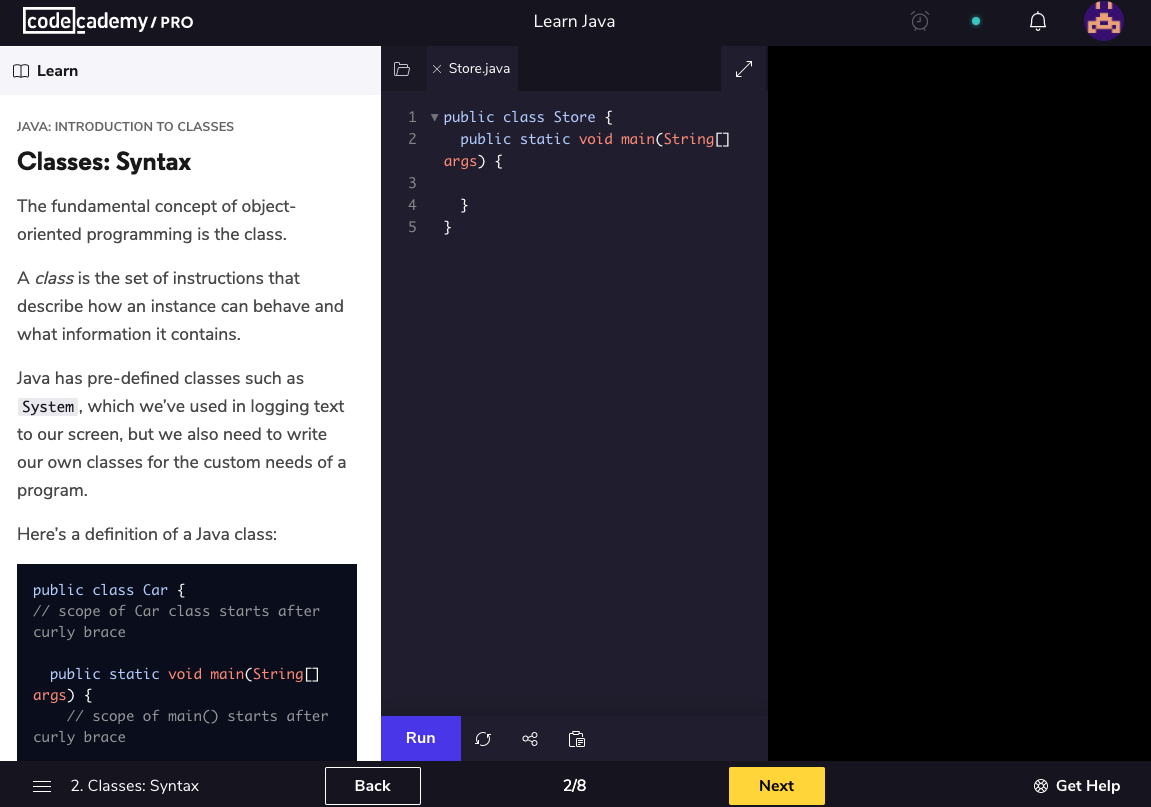 codecademy/PRO
Learn Java
Learn
Store.java
JAVA: INTRODUCTION TO CLASSES
Classes: Syntax
The fundamental concept of object-
oriented programming is the class.
A class is the set of instructions that
describe how an instance can behave and
what information it contains.
Java has pre-defined classes such as
System, which we’ve used in logging text
to our screen, but we also need to write
our own classes for the custom needs of a
program.
Here’s a definition of a Java class:
public class Car {
// scope of Car class starts after
curly brace
public static void main(String[]
args) {
// scope of main() starts after
curly brace
1 public class Store {
2 public static void main(String[]
args) {
3
4 }
5 }
Run
2. Classes: Syntax
Back
2/8
Next
Get Help